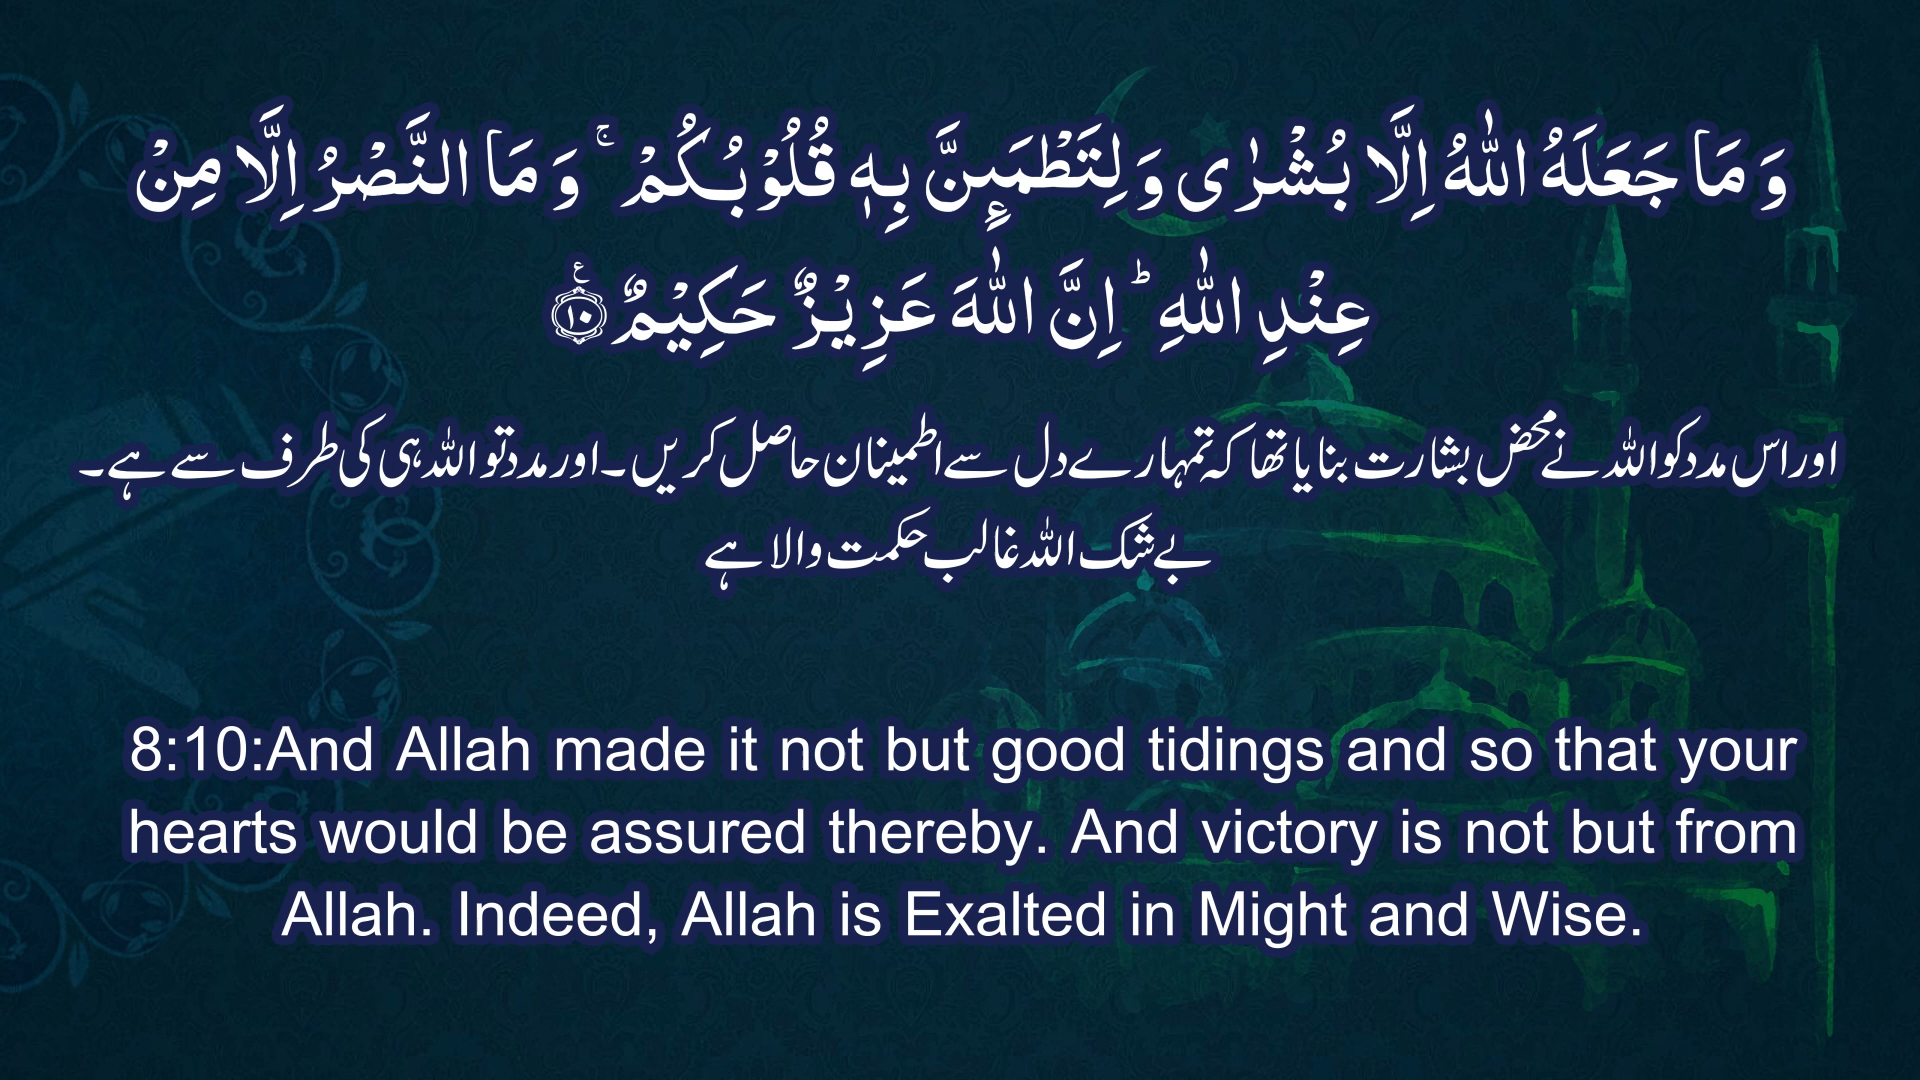 وَ مَا جَعَلَهُ اللّٰهُ اِلَّا بُشْرٰى وَ لِتَطْمَىٕنَّ بِهٖ قُلُوْبُكُمْ ۚ وَ مَا النَّصْرُ اِلَّا مِنْ
عِنْدِ اللّٰهِ ؕ اِنَّ اللّٰهَ عَزِیْزٌ حَكِیْمٌ۠ ۝۱۰
اور اس مدد کو اللہ نے محض بشارت بنایا تھا کہ تمہارے دل سے اطمینان حاصل کریں۔ اور مدد تو اللہ ہی کی طرف سے ہے۔
بے شک اللہ غالب حکمت والا ہے
8:10:And Allah made it not but good tidings and so that your
hearts would be assured thereby. And victory is not but from
Allah. Indeed, Allah is Exalted in Might and Wise.